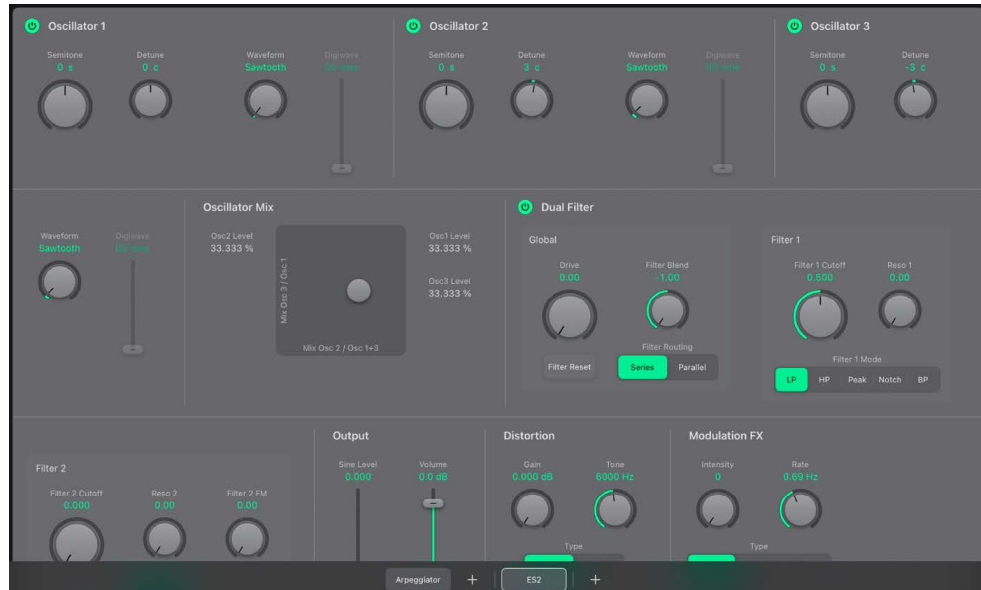 Oscillator 1
Oscillator 2
Oscillator 3
Semitone Detune Waveform Digiwave
0 s 0 c Sawtooth
Semitone Detune Waveform Digiwave
0 s 3 c Sawtooth
Semitone Detune
0 s -3 c
Waveform Digiwave
Sawtooth
Oscillator Mix
Osc2 Level
33.333 %
Mix Osc 3 / Osc 1
Mix Osc 2 / Osc 1+3
Osc1 Level
33.333 %
Osc3 Level
33.333 %
Dual Filter
Global
Drive Filter Blend
0.00 -1.00
Filter Routing
Filter Reset Series Parallel
Filter 1
Filter 1 Cutoff Reso 1
0.500 0.00
Filter 1 Mode
LP HP Peak Notch BP
Filter 2
Filter 2 Cutoff Reso 2 Filter 2 FM
0.000 0.00 0.00
Output
Sine Level Volume
0.000 0.0 dB
Distortion
Gain Tone
0.000 dB 6000 Hz
Type
Modulation FX
Intensity Rate
0 0.69 Hz
Type
Arpeggiator + ES2 +